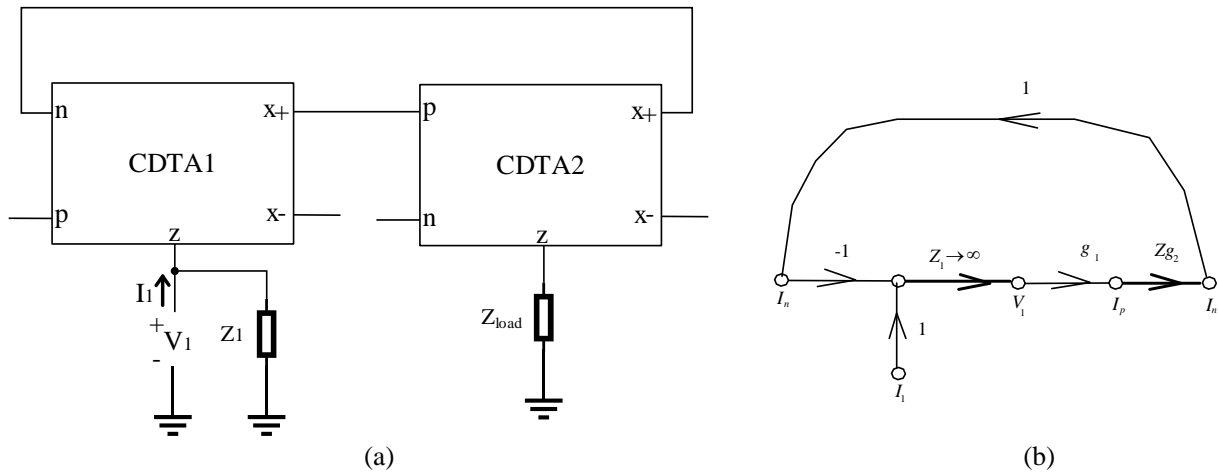 n
x+
CDTA1
p
x-
z
p
x+
CDTA2
n
x-
z
I1
+
V1
-
Z1
Zload
(a)
1
-1
Z1→∞
g1
Zg2
In
V1
Ip
In
1
I1
(b)